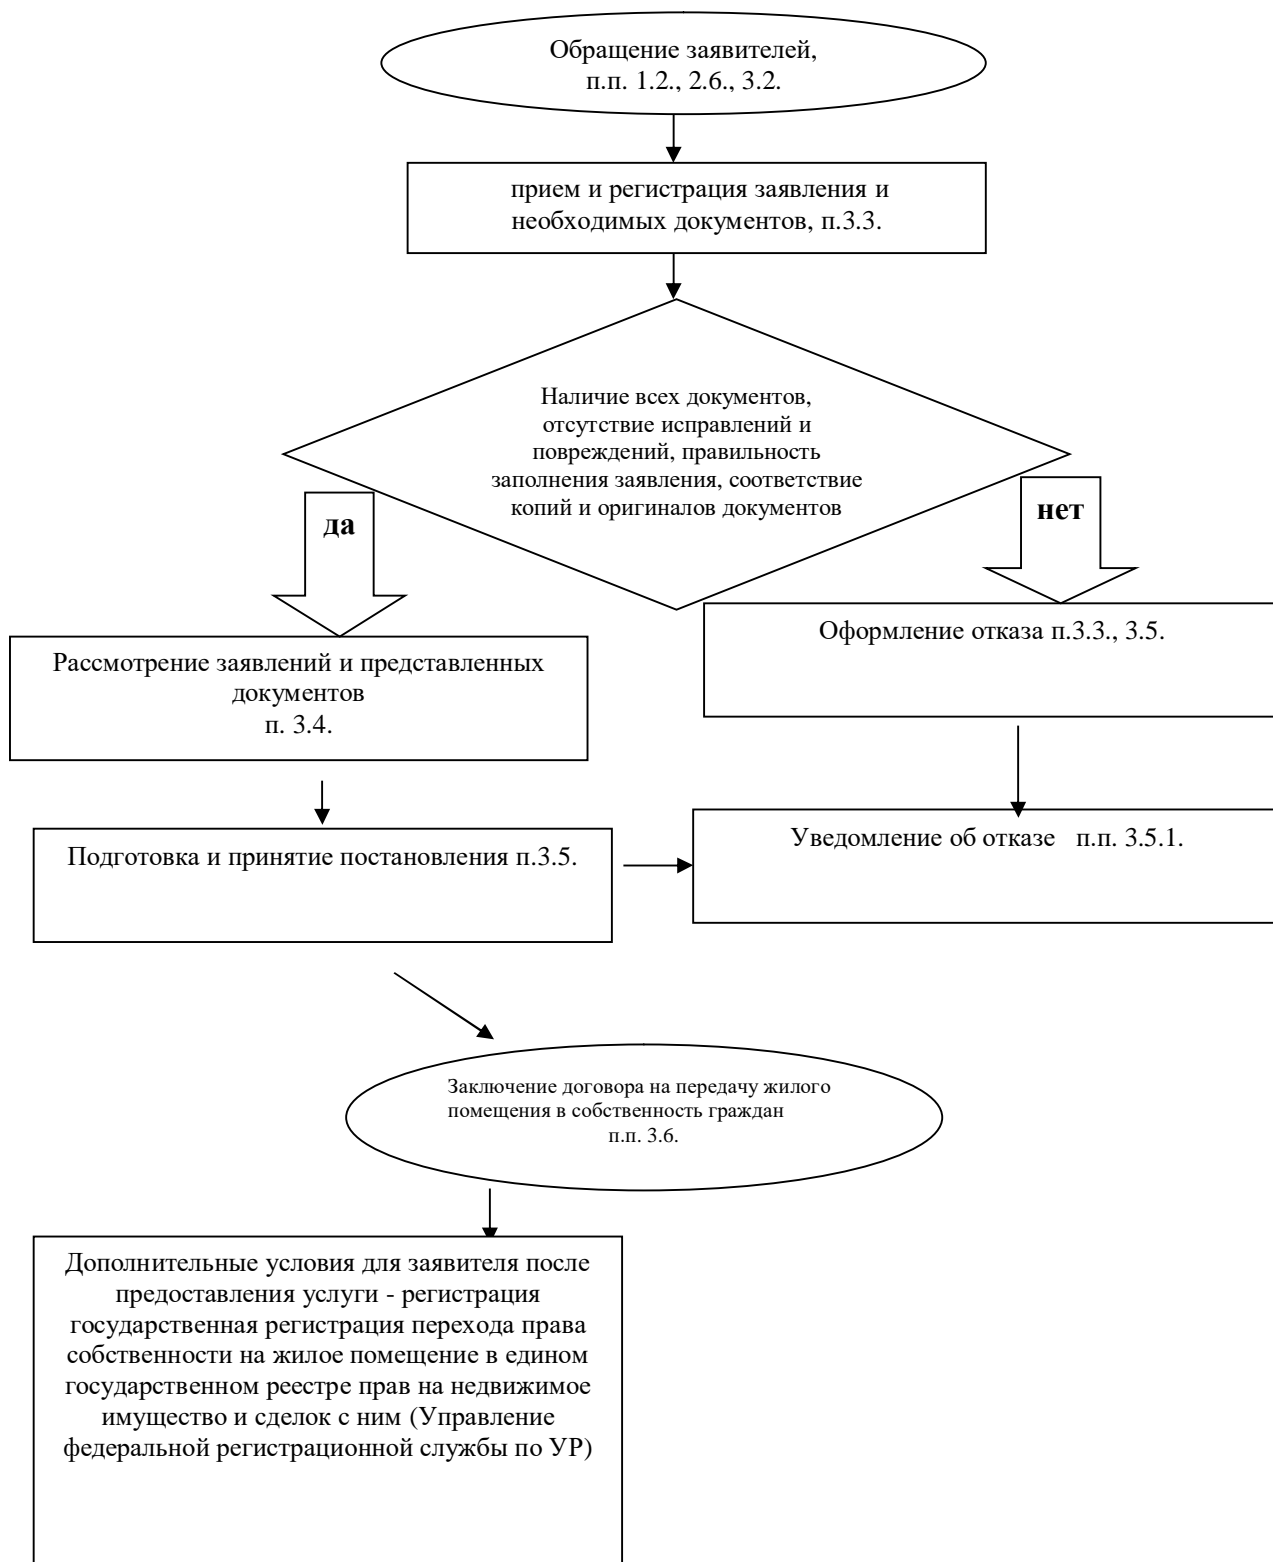 Обращение заявителей,
п.п. 1.2., 2.6., 3.2.
прием и регистрация заявления и
необходимых документов, п.3.3.
Наличие всех документов,
отсутствие исправлений и
повреждений, правильность
заполнения заявления, соответствие
копий и оригиналов документов
да
нет
Оформление отказа п.3.3., 3.5.
Рассмотрение заявлений и представленных
документов
п. 3.4.
Уведомление об отказе п.п. 3.5.1.
Подготовка и принятие постановления п.3.5.
Заключение договора на передачу жилого
помещения в собственность граждан
п.п. 3.6.
Дополнительные условия для заявителя после
предоставления услуги - регистрация
государственная регистрация перехода права
собственности на жилое помещение в едином
государственном реестре прав на недвижимое
имущество и сделок с ним (Управление
федеральной регистрационной службы по УР)